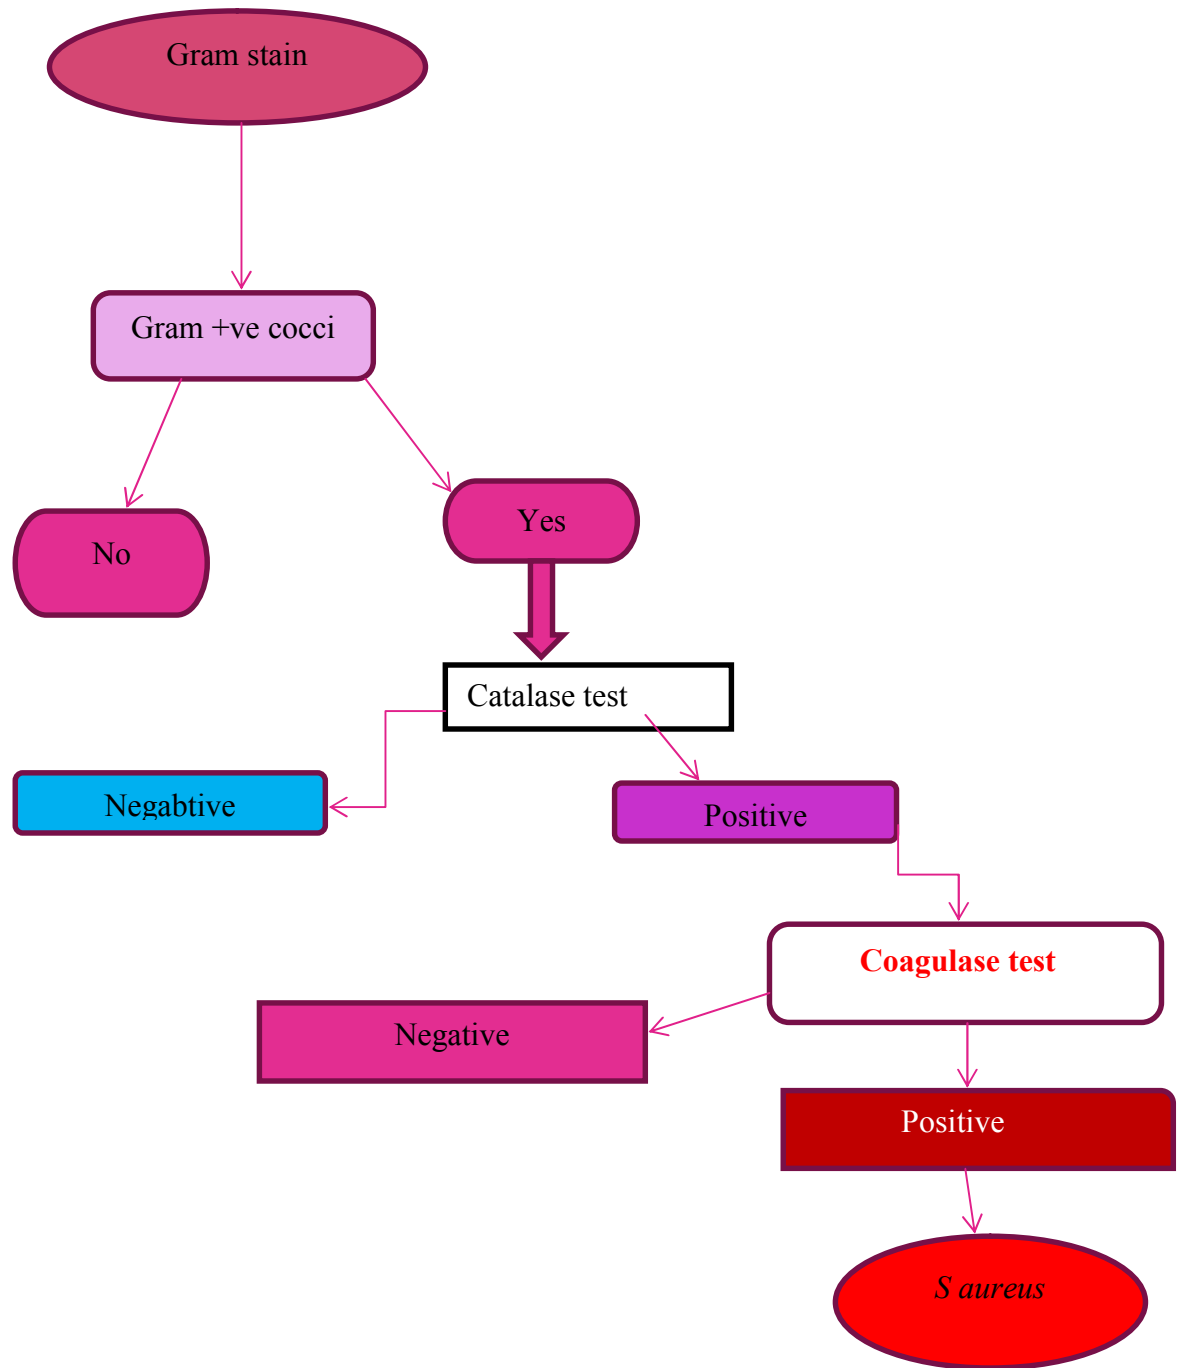 Gram stain
Gram +ve cocci
No
Yes
Catalase test
Negabtive
Positive
Coagulase test
Negative
Positive
S aureus